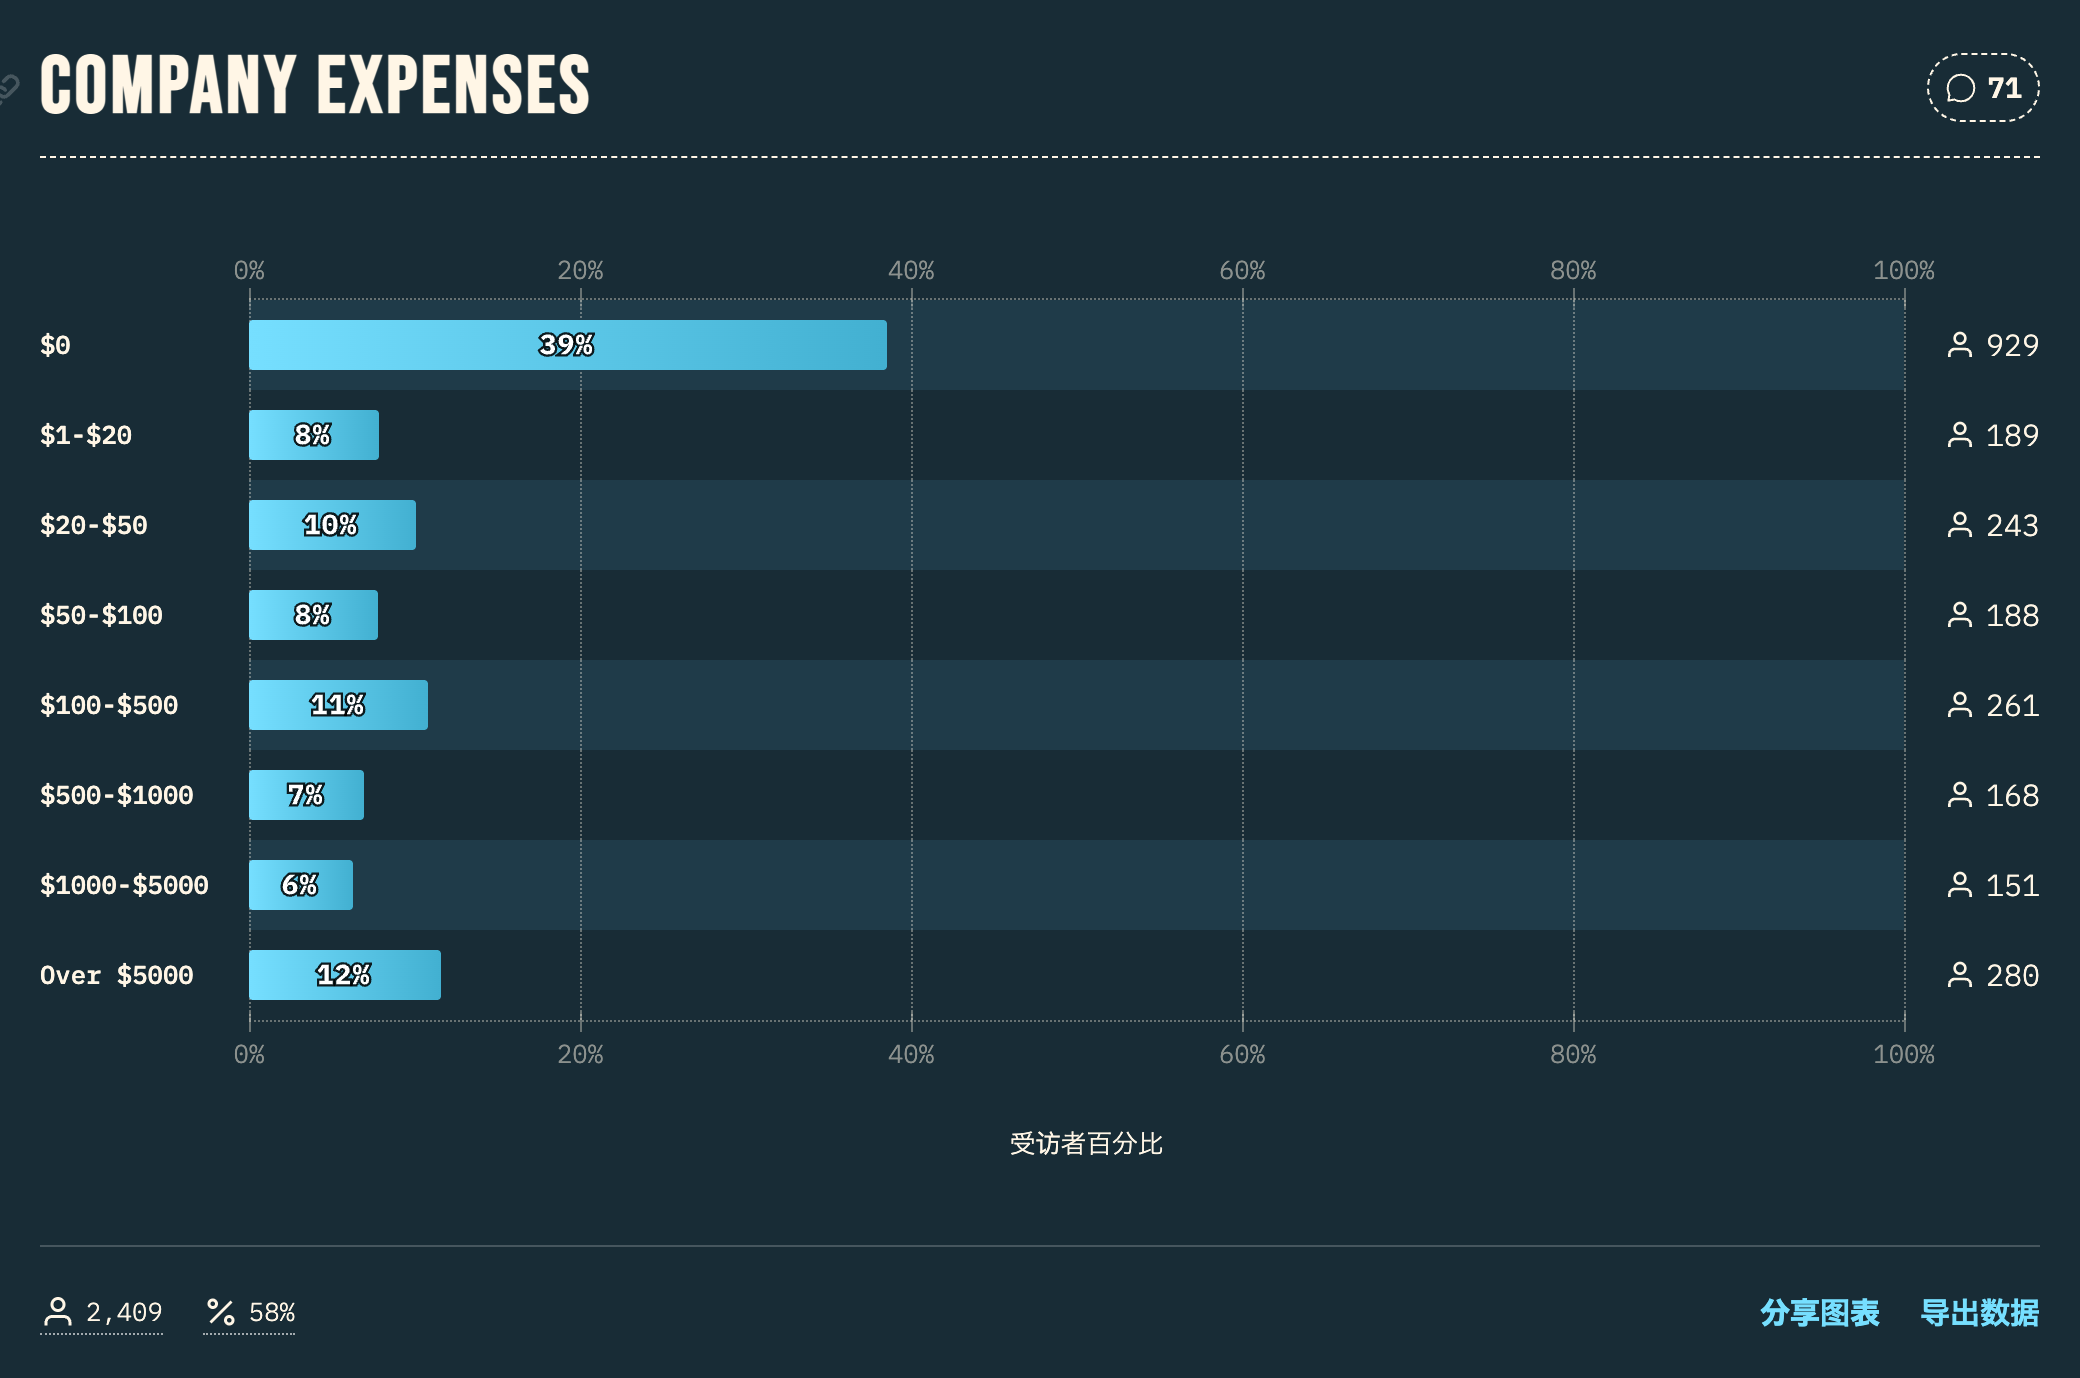 COMPANY EXPENSES
71
0% 20% 40% 60% 80% 100%
$0 39% 929
$1-$20 8% 189
$20-$50 10% 243
$50-$100 8% 188
$100-$500 11% 261
$500-$1000 7% 168
$1000-$5000 6% 151
Over $5000 12% 280
0% 20% 40% 60% 80% 100%
受访者百分比
2,409 58% 分享图表 导出数据